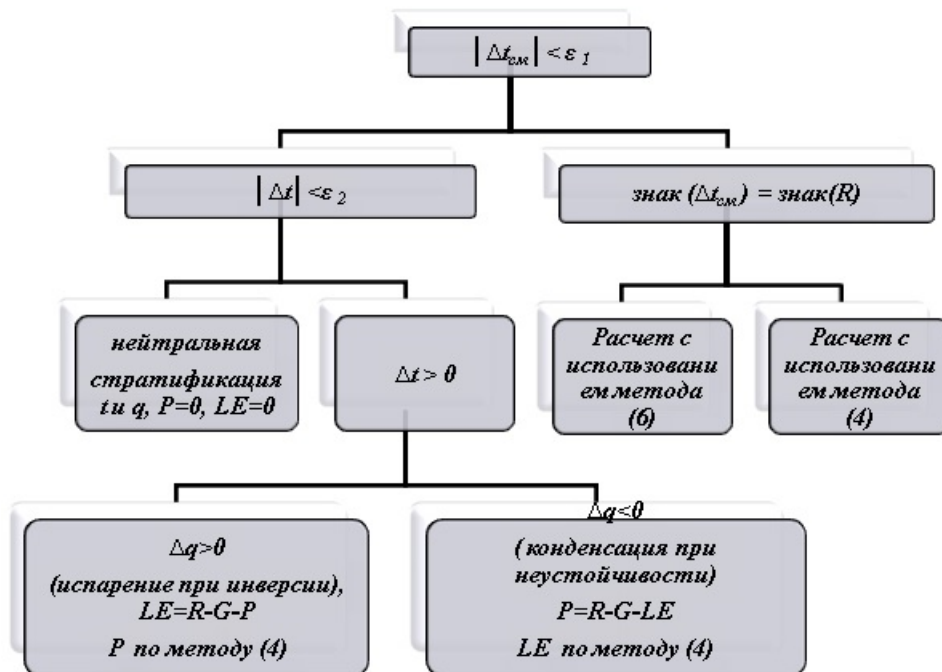 | Δtсм | < ε 1
| Δt | <ε 2
знак (Δtсм) = знак(R)
нейтральная
стратификация
t и q, P=0, LE=0
Δt > 0
Расчет с
использовани
ем метода
(6)
Расчет с
использовани
ем метода
(4)
Δq>0
(испарение при инверсии),
LE=R-G-P
P по методу (4)
Δq<0
(конденсация при
неустойчивости)
P=R-G-LE
LE по методу (4)